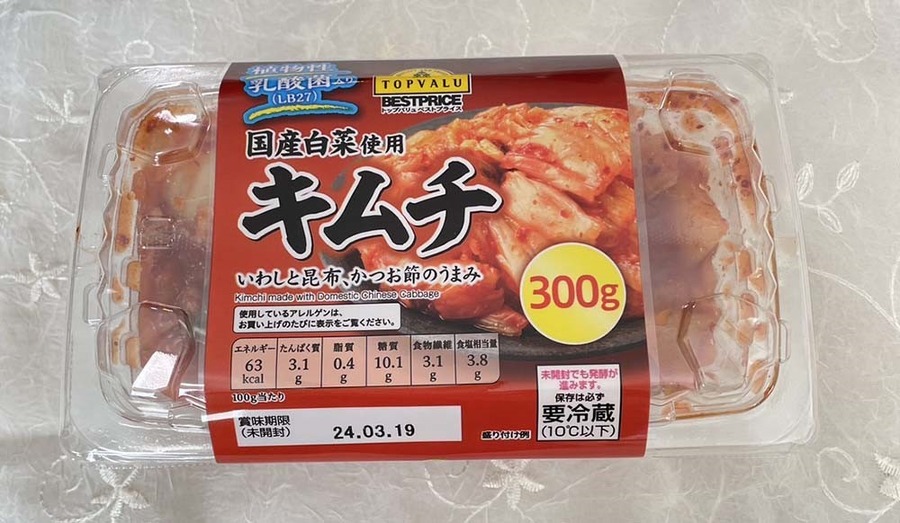 植物性
乳酸菌入り
(LB27)
TOPVALU
BESTPRICE
トップバリュ ベストプライス
国産白菜使用
キムチ
いわしと昆布、かつお節のうまみ
Kimchi made with Domestic Chinese Cabbage
300g
使用しているアレルゲンは、
お買い上げのたびに表示をご覧ください。
エネルギー たんぱく質 脂質 糖質 食物繊維 食塩相当量
63 3.1 0.4 10.1 3.1 3.8
kcal g g g g g
100g当たり
賞味期限
(未開封)
24.03.19
盛り付け例
未開封でも発酵が
進みます。
保存は必ず
要冷蔵
(10℃以下)